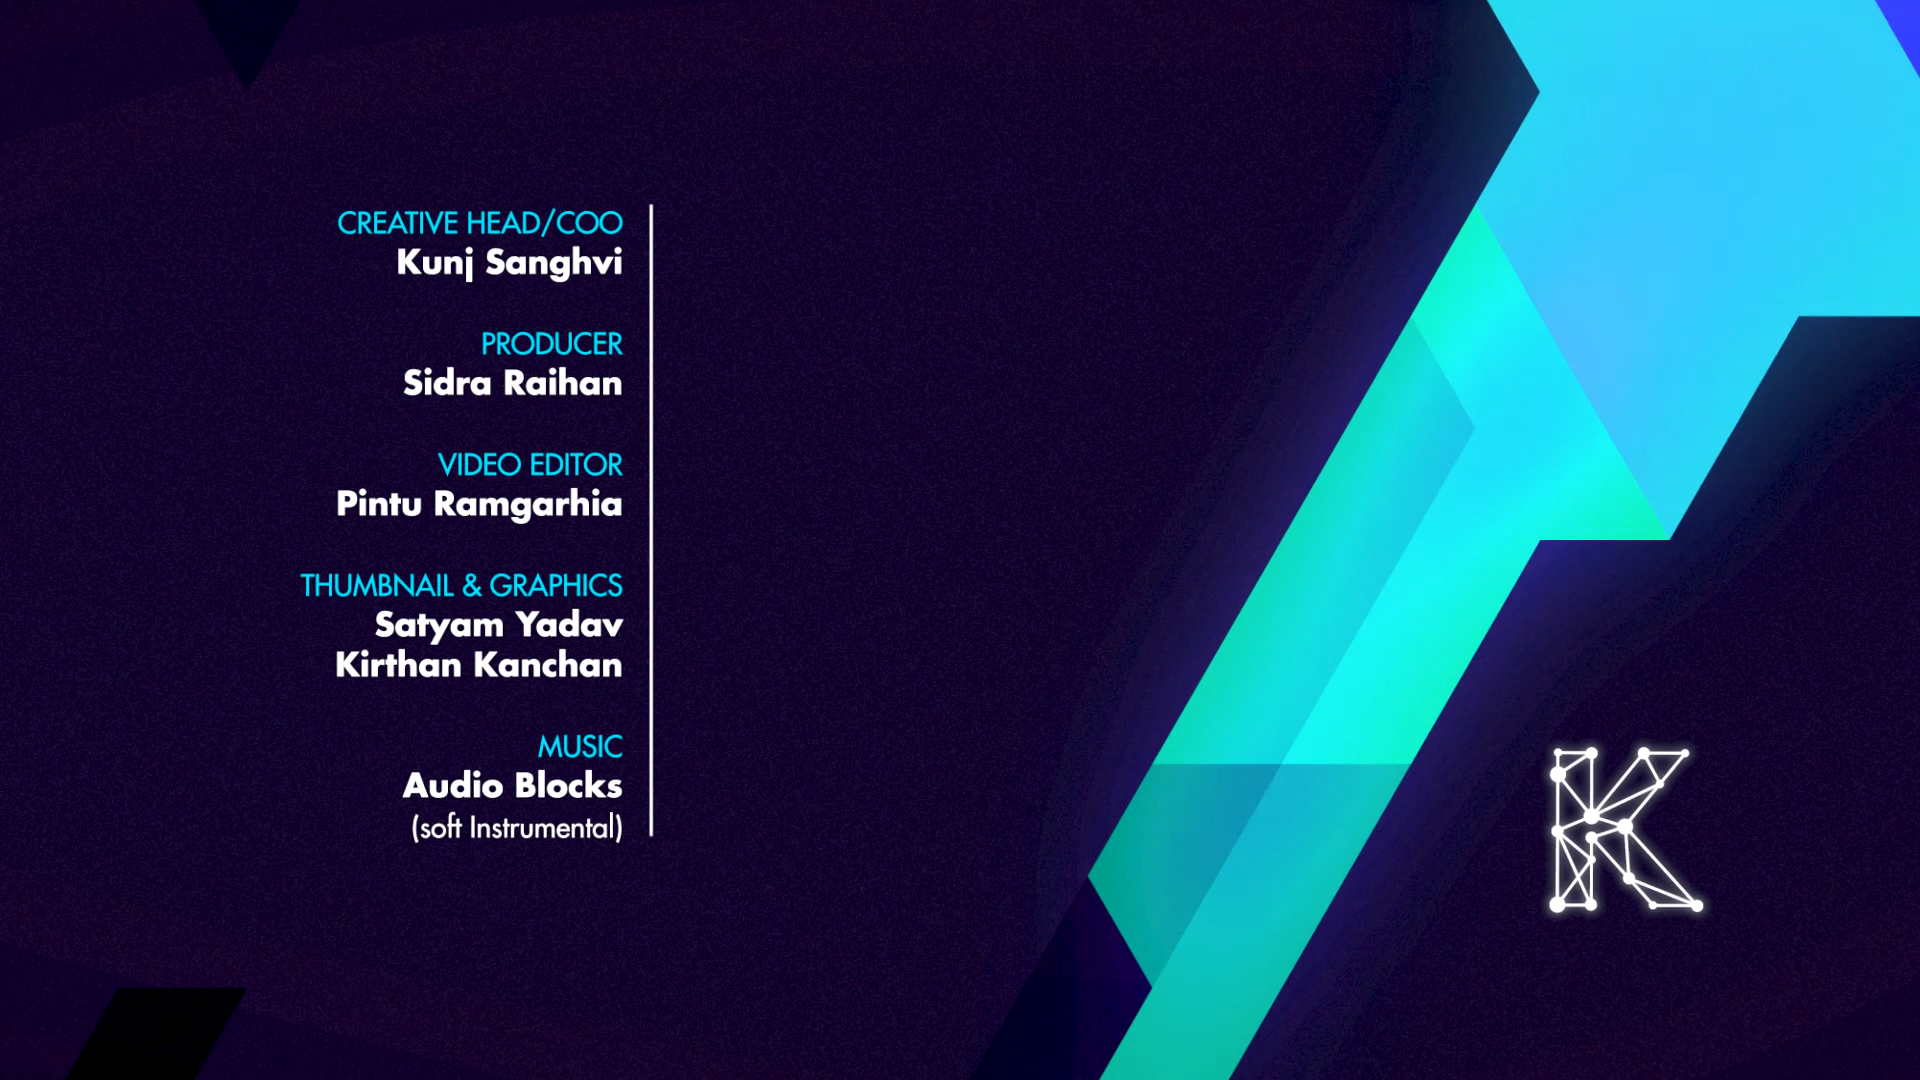 CREATIVE HEAD/COO
Kunj Sanghvi
PRODUCER
Sidra Raihan
VIDEO EDITOR
Pintu Ramgarhia
THUMBNAIL & GRAPHICS
Satyam Yadav
Kirthan Kanchan
MUSIC
Audio Blocks
(soft Instrumental)
K